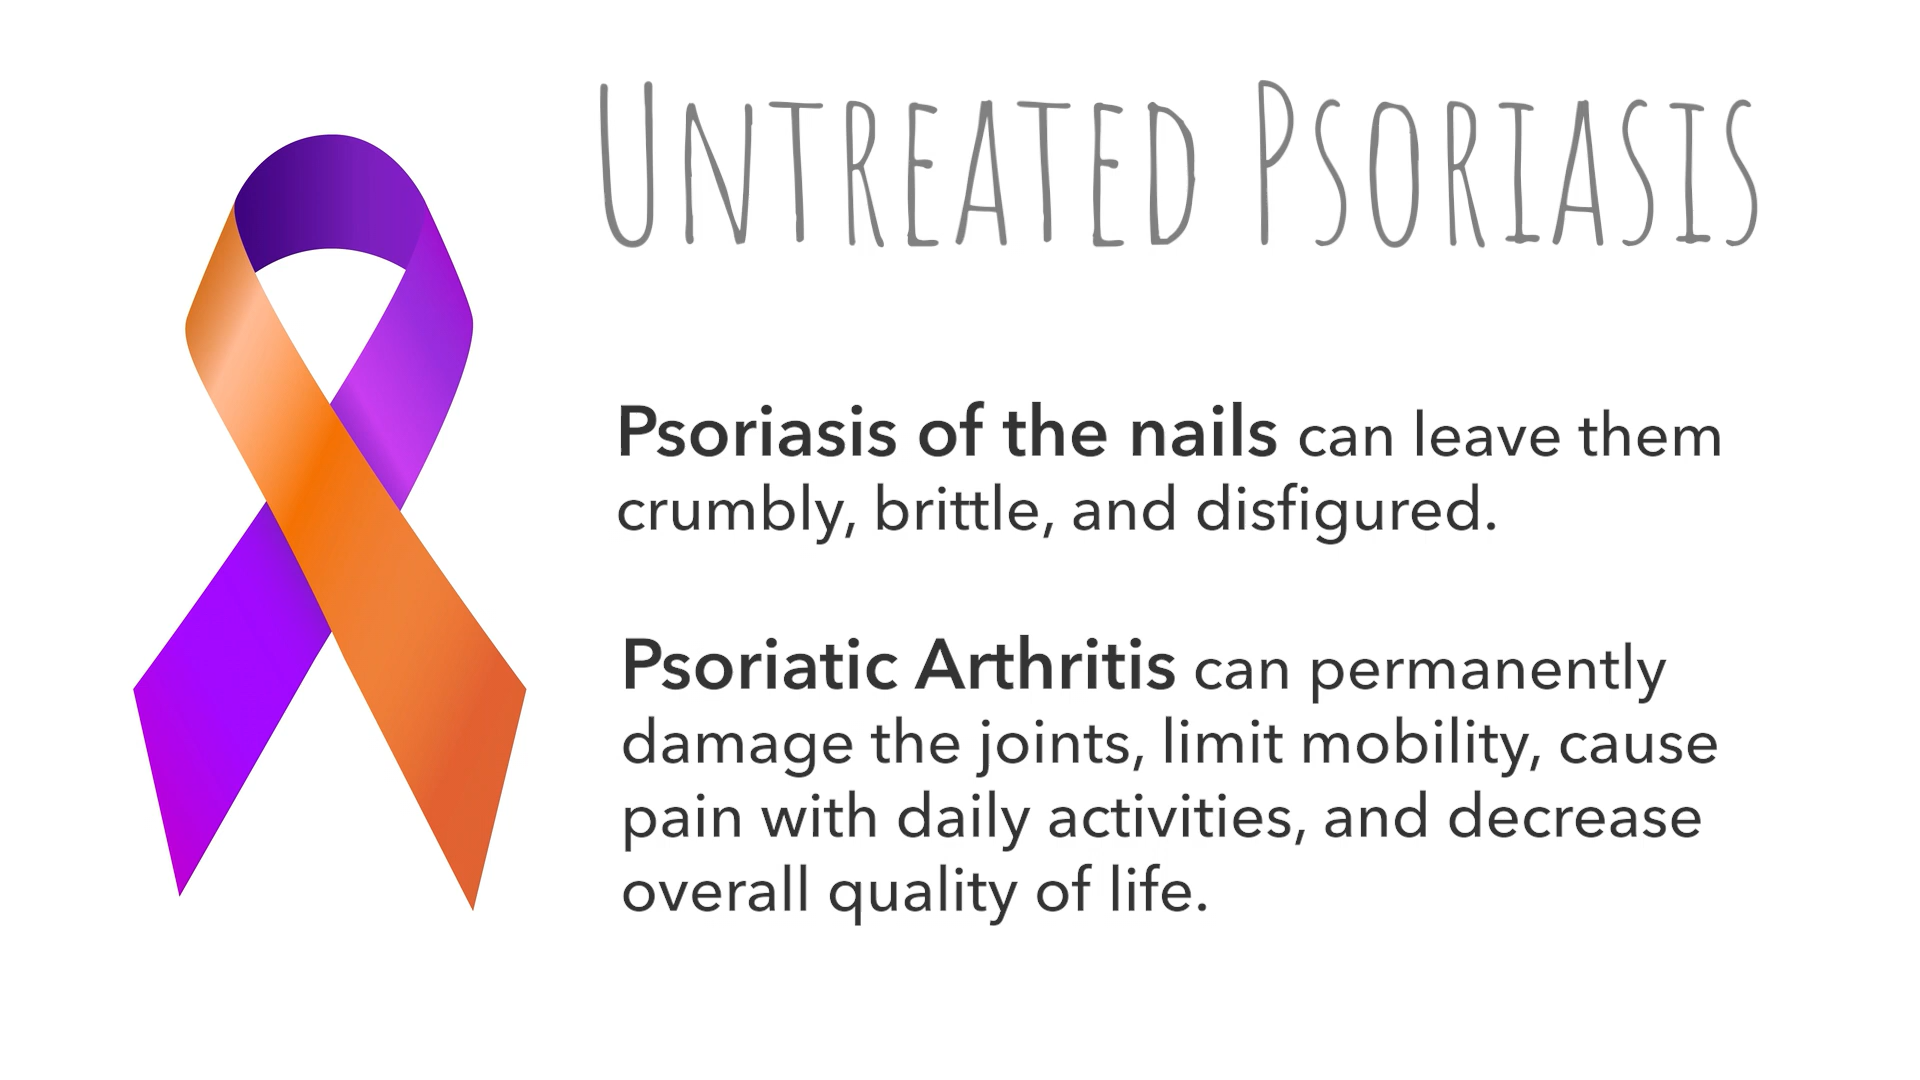 Untreated Psoriasis
Psoriasis of the nails can leave them
crumbly, brittle, and disfigured.
Psoriatic Arthritis can permanently
damage the joints, limit mobility, cause
pain with daily activities, and decrease
overall quality of life.